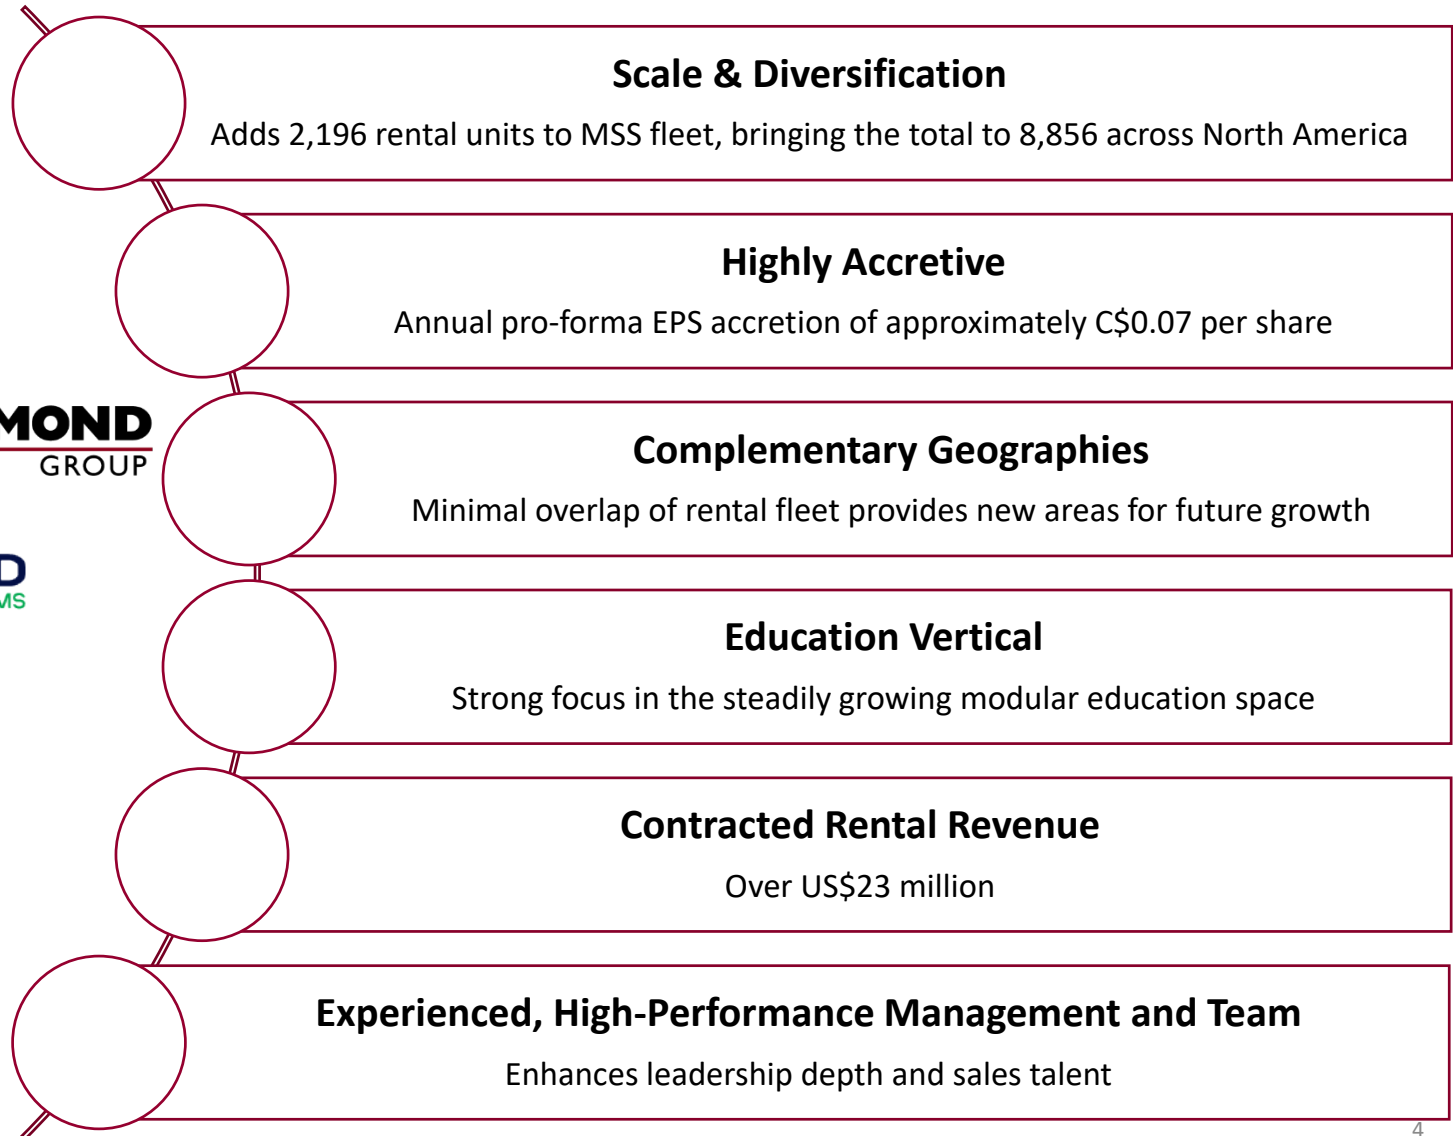 Scale & Diversification
Adds 2,196 rental units to MSS fleet, bringing the total to 8,856 across North America
Highly Accretive
Annual pro-forma EPS accretion of approximately C$0.07 per share
MOND
GROUP
Complementary Geographies
Minimal overlap of rental fleet provides new areas for future growth
D
MS
Education Vertical
Strong focus in the steadily growing modular education space
Contracted Rental Revenue
Over US$23 million
Experienced, High-Performance Management and Team
Enhances leadership depth and sales talent
4